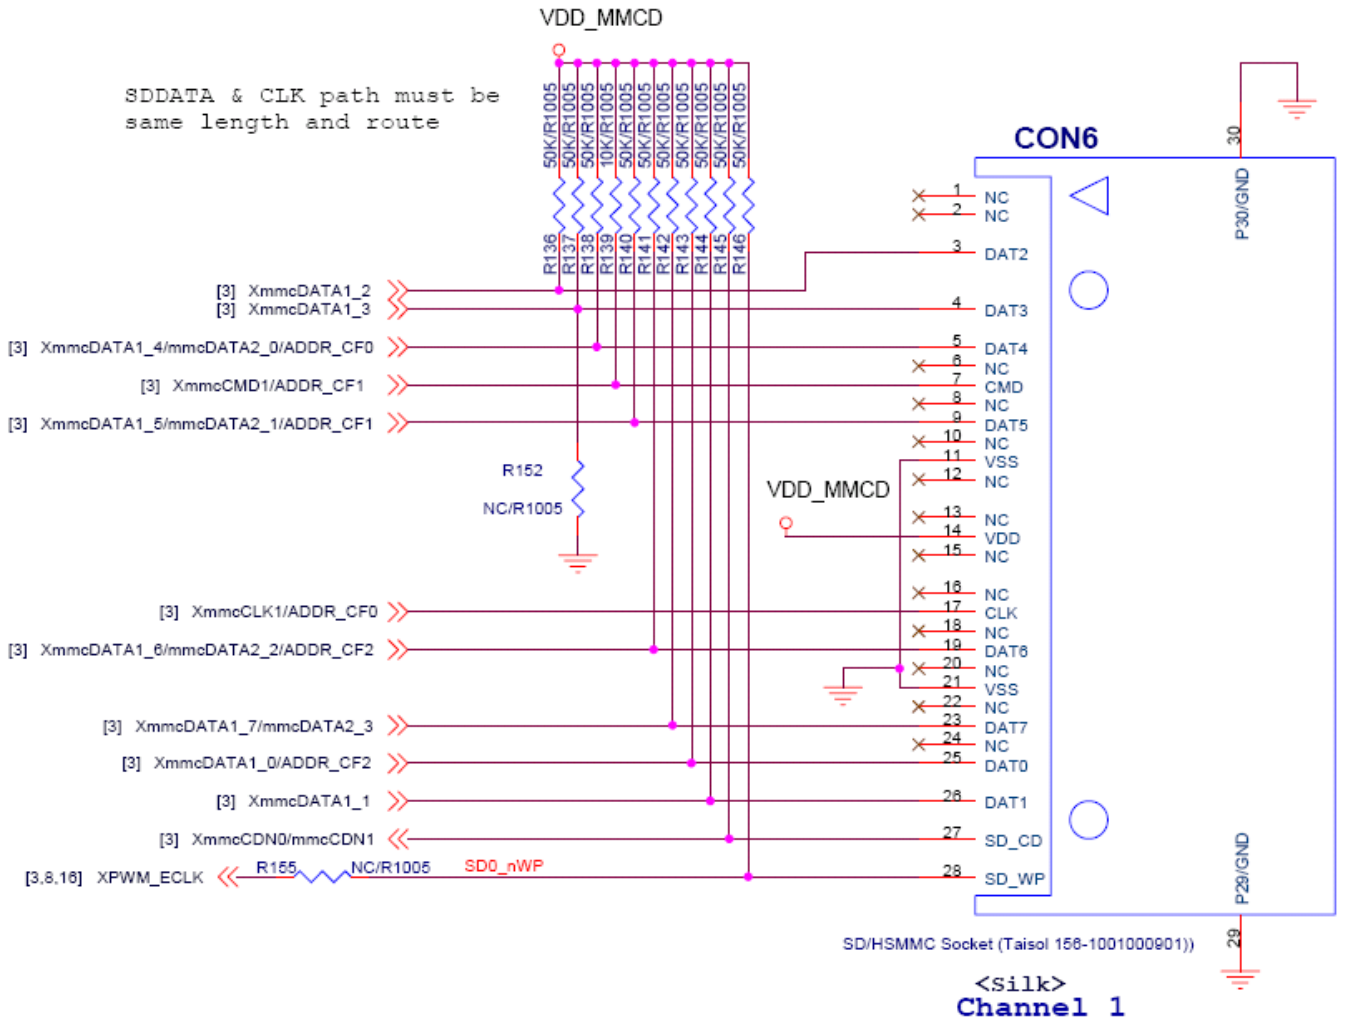 VDD_MMCD
SDDATA & CLK path must be
same length and route
50K/R1005
50K/R1005
50K/R1005
10K/R1005
50K/R1005
50K/R1005
50K/R1005
50K/R1005
50K/R1005
50K/R1005
50K/R1005
R136
R137
R138
R139
R140
R141
R142
R143
R144
R145
R146
CON6
30
P30/GND
1 NC
2 NC
3 DAT2
[3] XmmcDATA1_2
[3] XmmcDATA1_3
4 DAT3
[3] XmmcDATA1_4/mmcDATA2_0/ADDR_CF0
5 DAT4
6 NC
[3] XmmcCMD1/ADDR_CF1
7 CMD
8 NC
[3] XmmcDATA1_5/mmcDATA2_1/ADDR_CF1
9 DAT5
10 NC
11 VSS
12 NC
R152
NC/R1005
VDD_MMCD
13 NC
14 VDD
15 NC
16 NC
[3] XmmcCLK1/ADDR_CF0
17 CLK
18 NC
[3] XmmcDATA1_6/mmcDATA2_2/ADDR_CF2
19 DAT6
20 NC
21 VSS
22 NC
[3] XmmcDATA1_7/mmcDATA2_3
23 DAT7
24 NC
[3] XmmcDATA1_0/ADDR_CF2
25 DAT0
[3] XmmcDATA1_1
26 DAT1
[3] XmmcCDN0/mmcCDN1
27 SD_CD
[3,8,16] XPWM_ECLK
R155 NC/R1005
SD0_nWP
28 SD_WP
P29/GND
29
SD/HSMMC Socket (Taisol 156-1001000901))
<Silk>
Channel 1